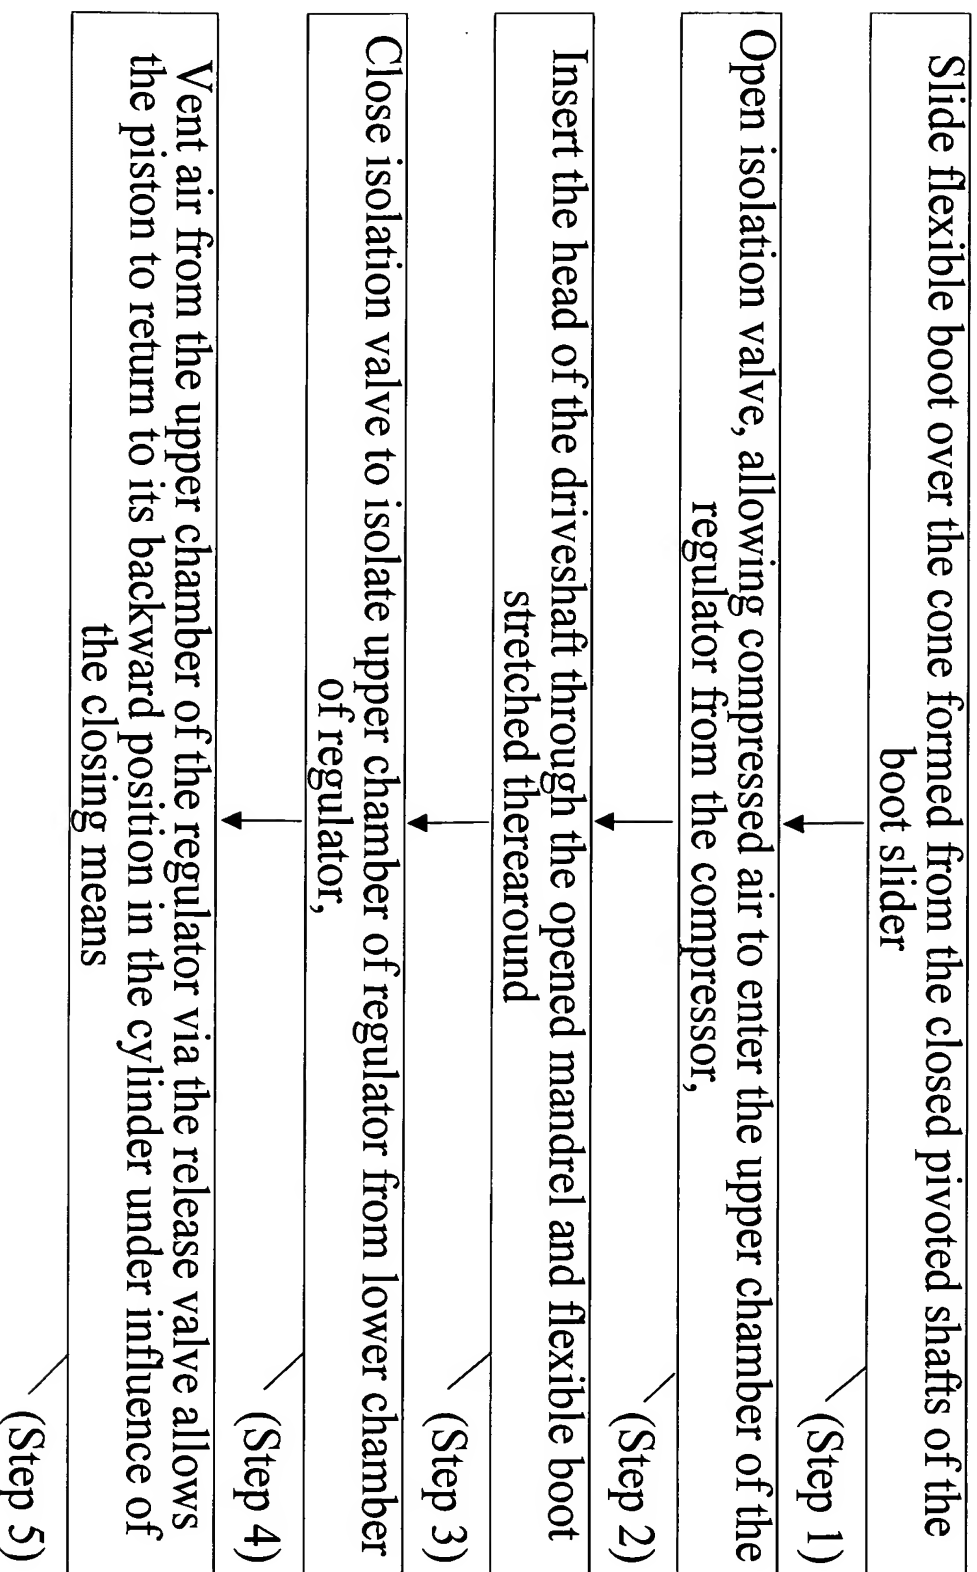 Slide flexible boot over the cone formed from the closed pivoted shafts of the
boot slider
(Step 1)
Open isolation valve, allowing compressed air to enter the upper chamber of the
regulator from the compressor,
(Step 2)
Insert the head of the driveshaft through the opened mandrel and flexible boot
stretched therearound
(Step 3)
Close isolation valve to isolate upper chamber of regulator from lower chamber
of regulator,
(Step 4)
Vent air from the upper chamber of the regulator via the release valve allows
the piston to return to its backward position in the cylinder under influence of
the closing means
(Step 5)